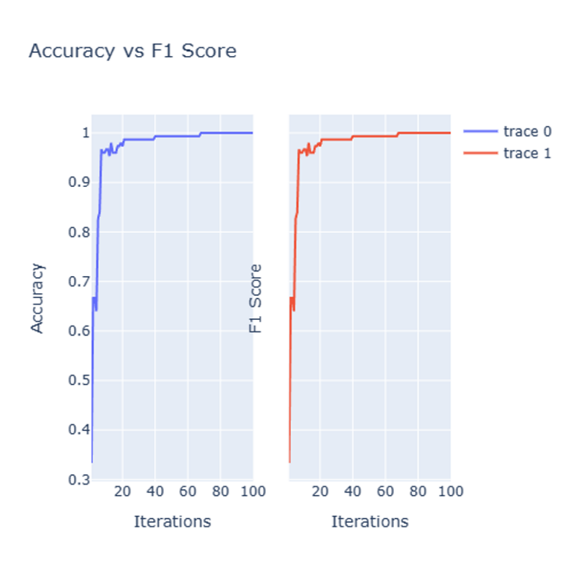 Accuracy vs F1 Score
trace 0
trace 1
1
0.9
0.8
0.7
0.6
0.5
0.4
0.3
Accuracy
20 40 60 80 100
Iterations
F1 Score
20 40 60 80 100
Iterations